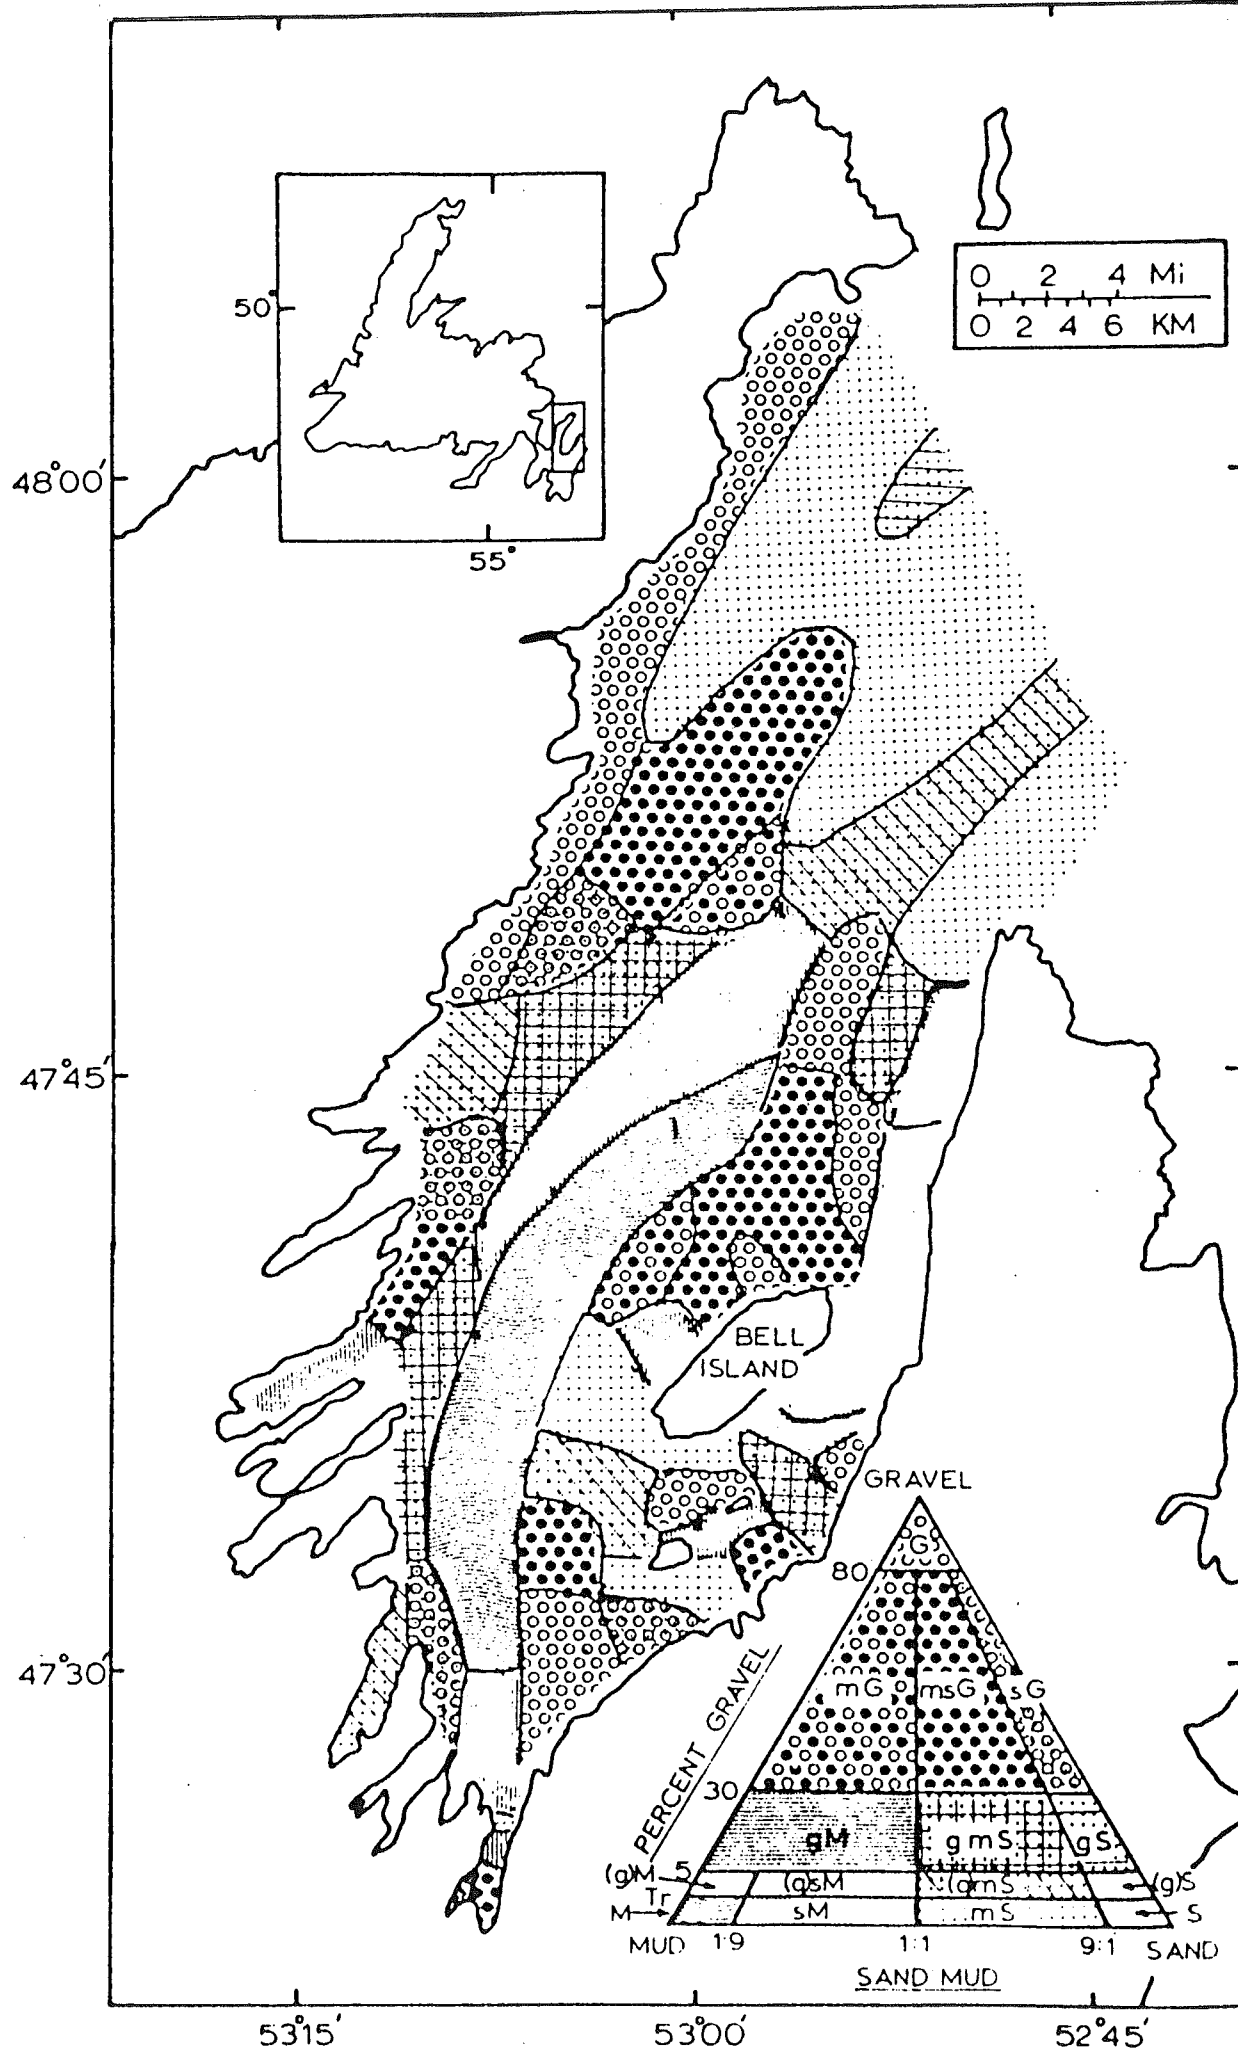 0 2 4 Mi
0 2 4 6 KM
50°
55°
48°00'
47°45'
47°30'
BELL
ISLAND
GRAVEL
G
80
mG msG sG
PERCENT GRAVEL
30
gM gmS gS
(g)M 5 (g)sM (g)mS (g)S
Tr
M sM mS S
MUD 1:9 1:1 9:1 SAND
SAND MUD
53°15' 53°00' 52°45'